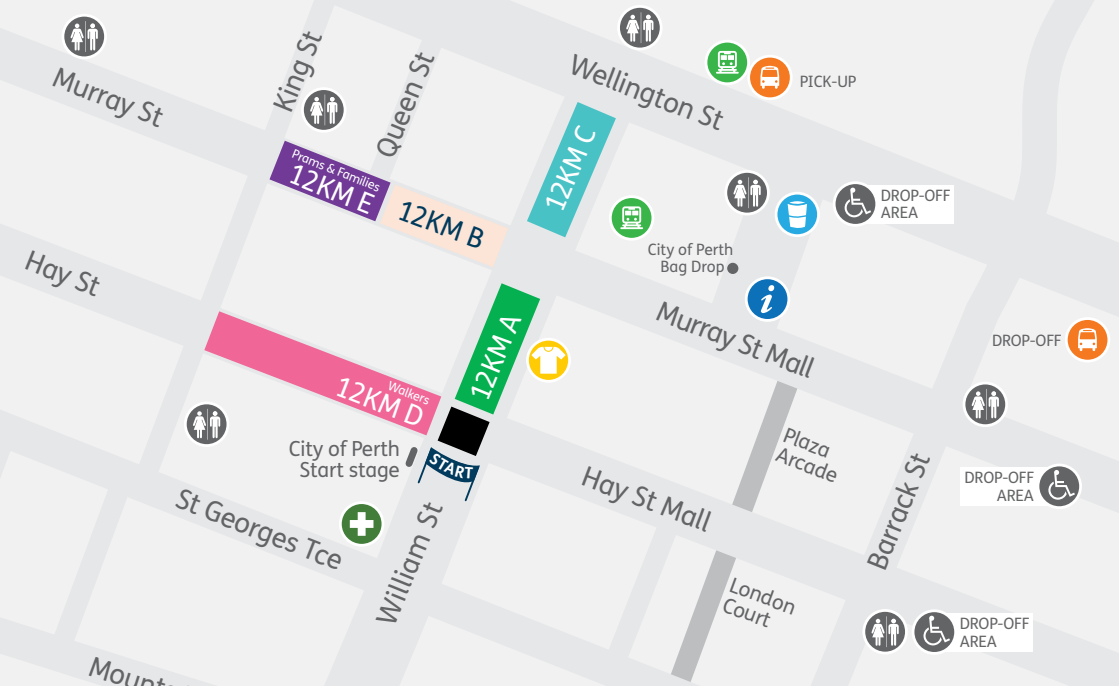 Murray St
King St
Queen St
Wellington St
PICK-UP
Prams & Families
12KM E
12KM B
12KM C
DROP-OFF
AREA
City of Perth
Bag Drop
i
Hay St
Murray St Mall
12KM A
DROP-OFF
Walkers
12KM D
City of Perth
Start stage
START
Plaza
Arcade
DROP-OFF
AREA
Hay St Mall
St Georges Tce
William St
Barrack St
London
Court
DROP-OFF
AREA